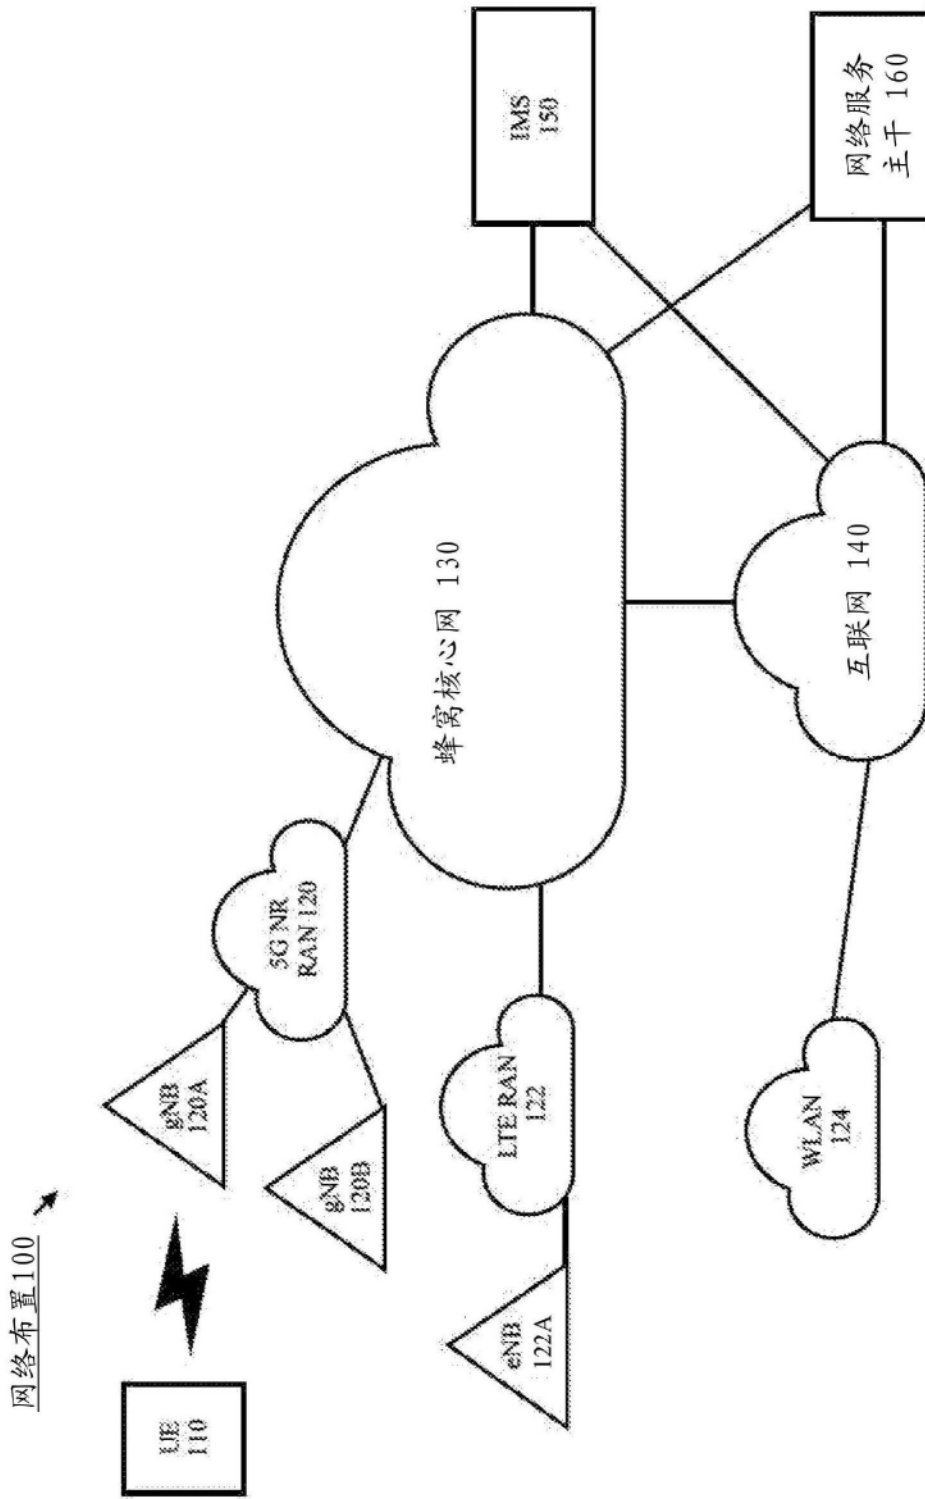 网络布置100
UE
110
gNB
120A
gNB
120B
5G NR
RAN 120
eNB
122A
LTE RAN
122
WLAN
124
蜂窝核心网 130
互联网 140
IMS
150
网络服务
主干 160